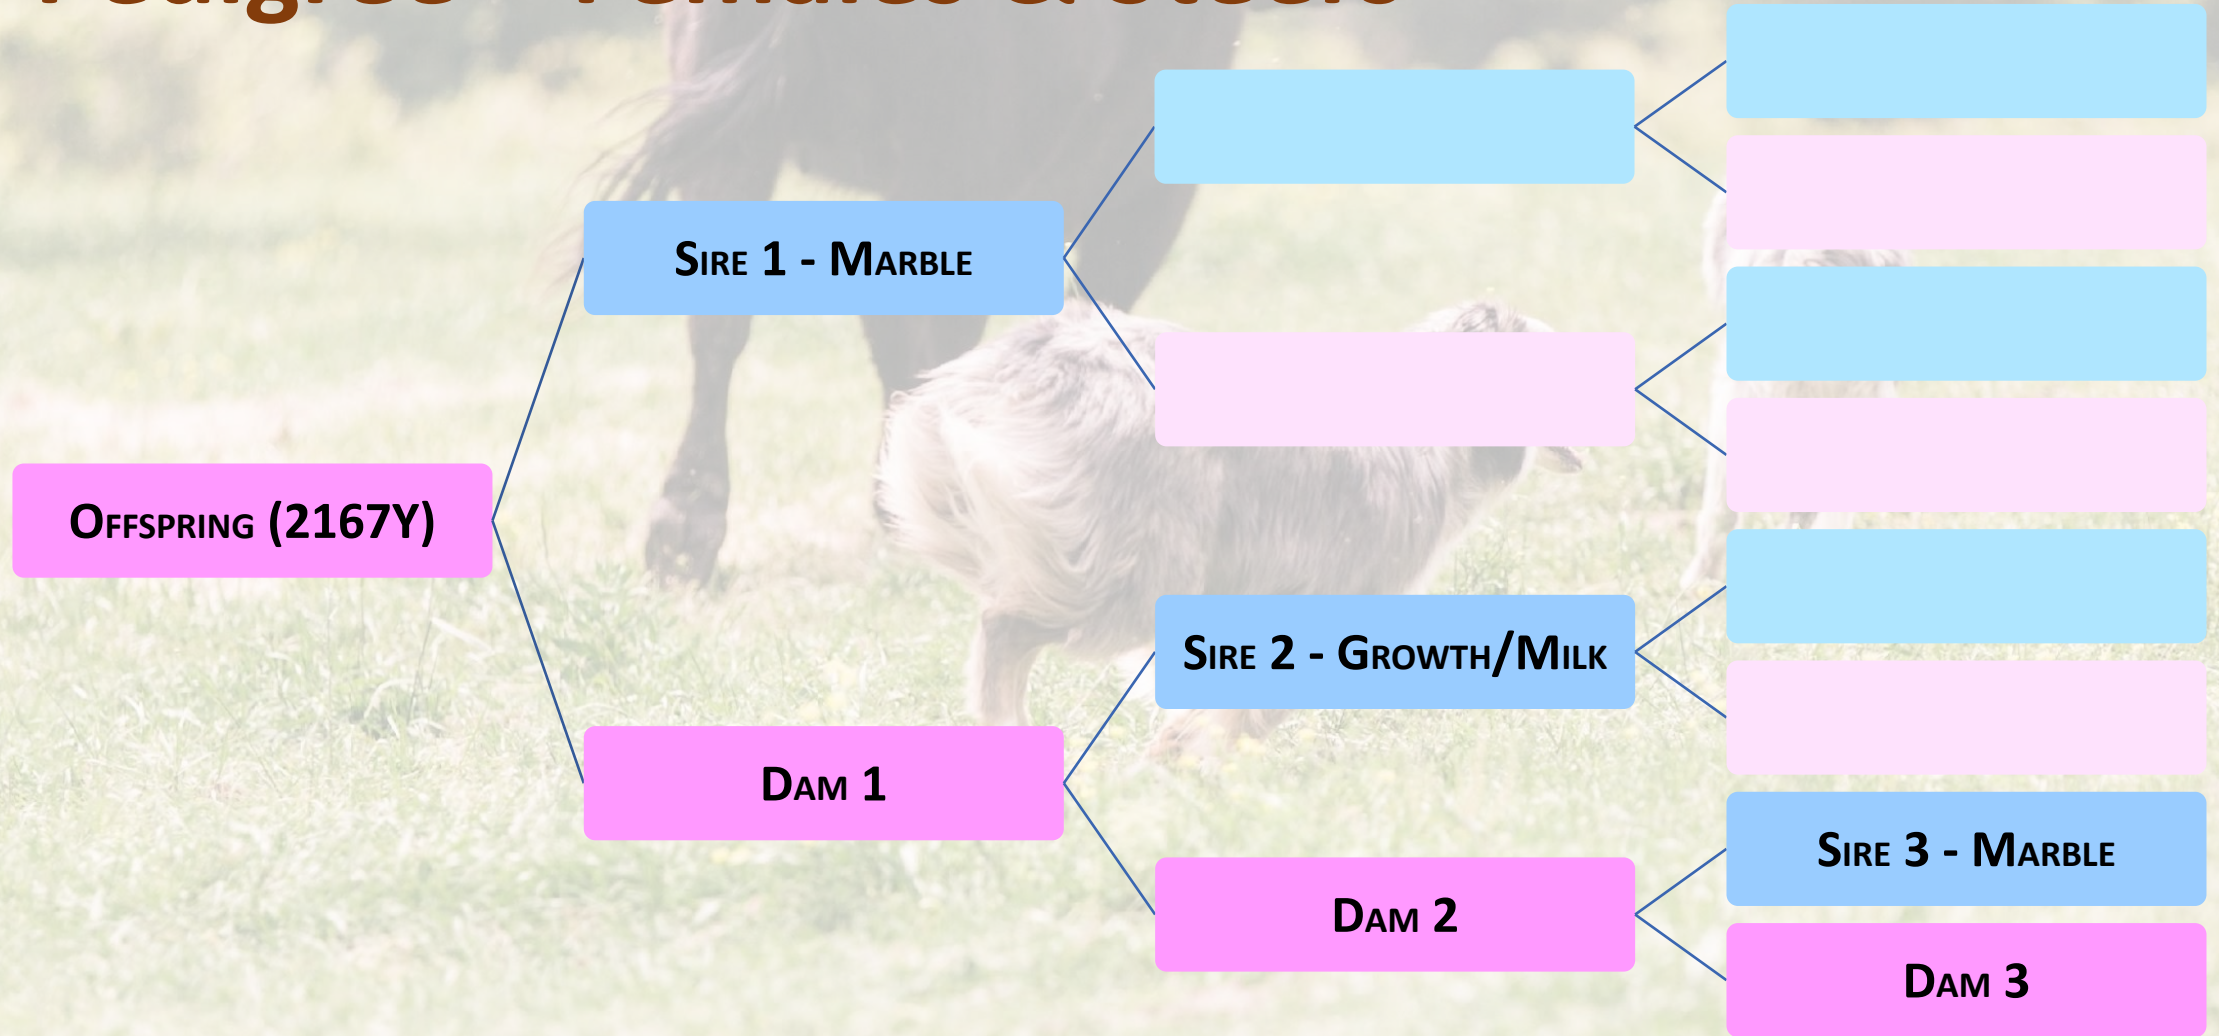 Sire 1 - Marble
Offspring (2167Y)
Sire 2 - Growth/Milk
Dam 1
Sire 3 - Marble
Dam 2
Dam 3